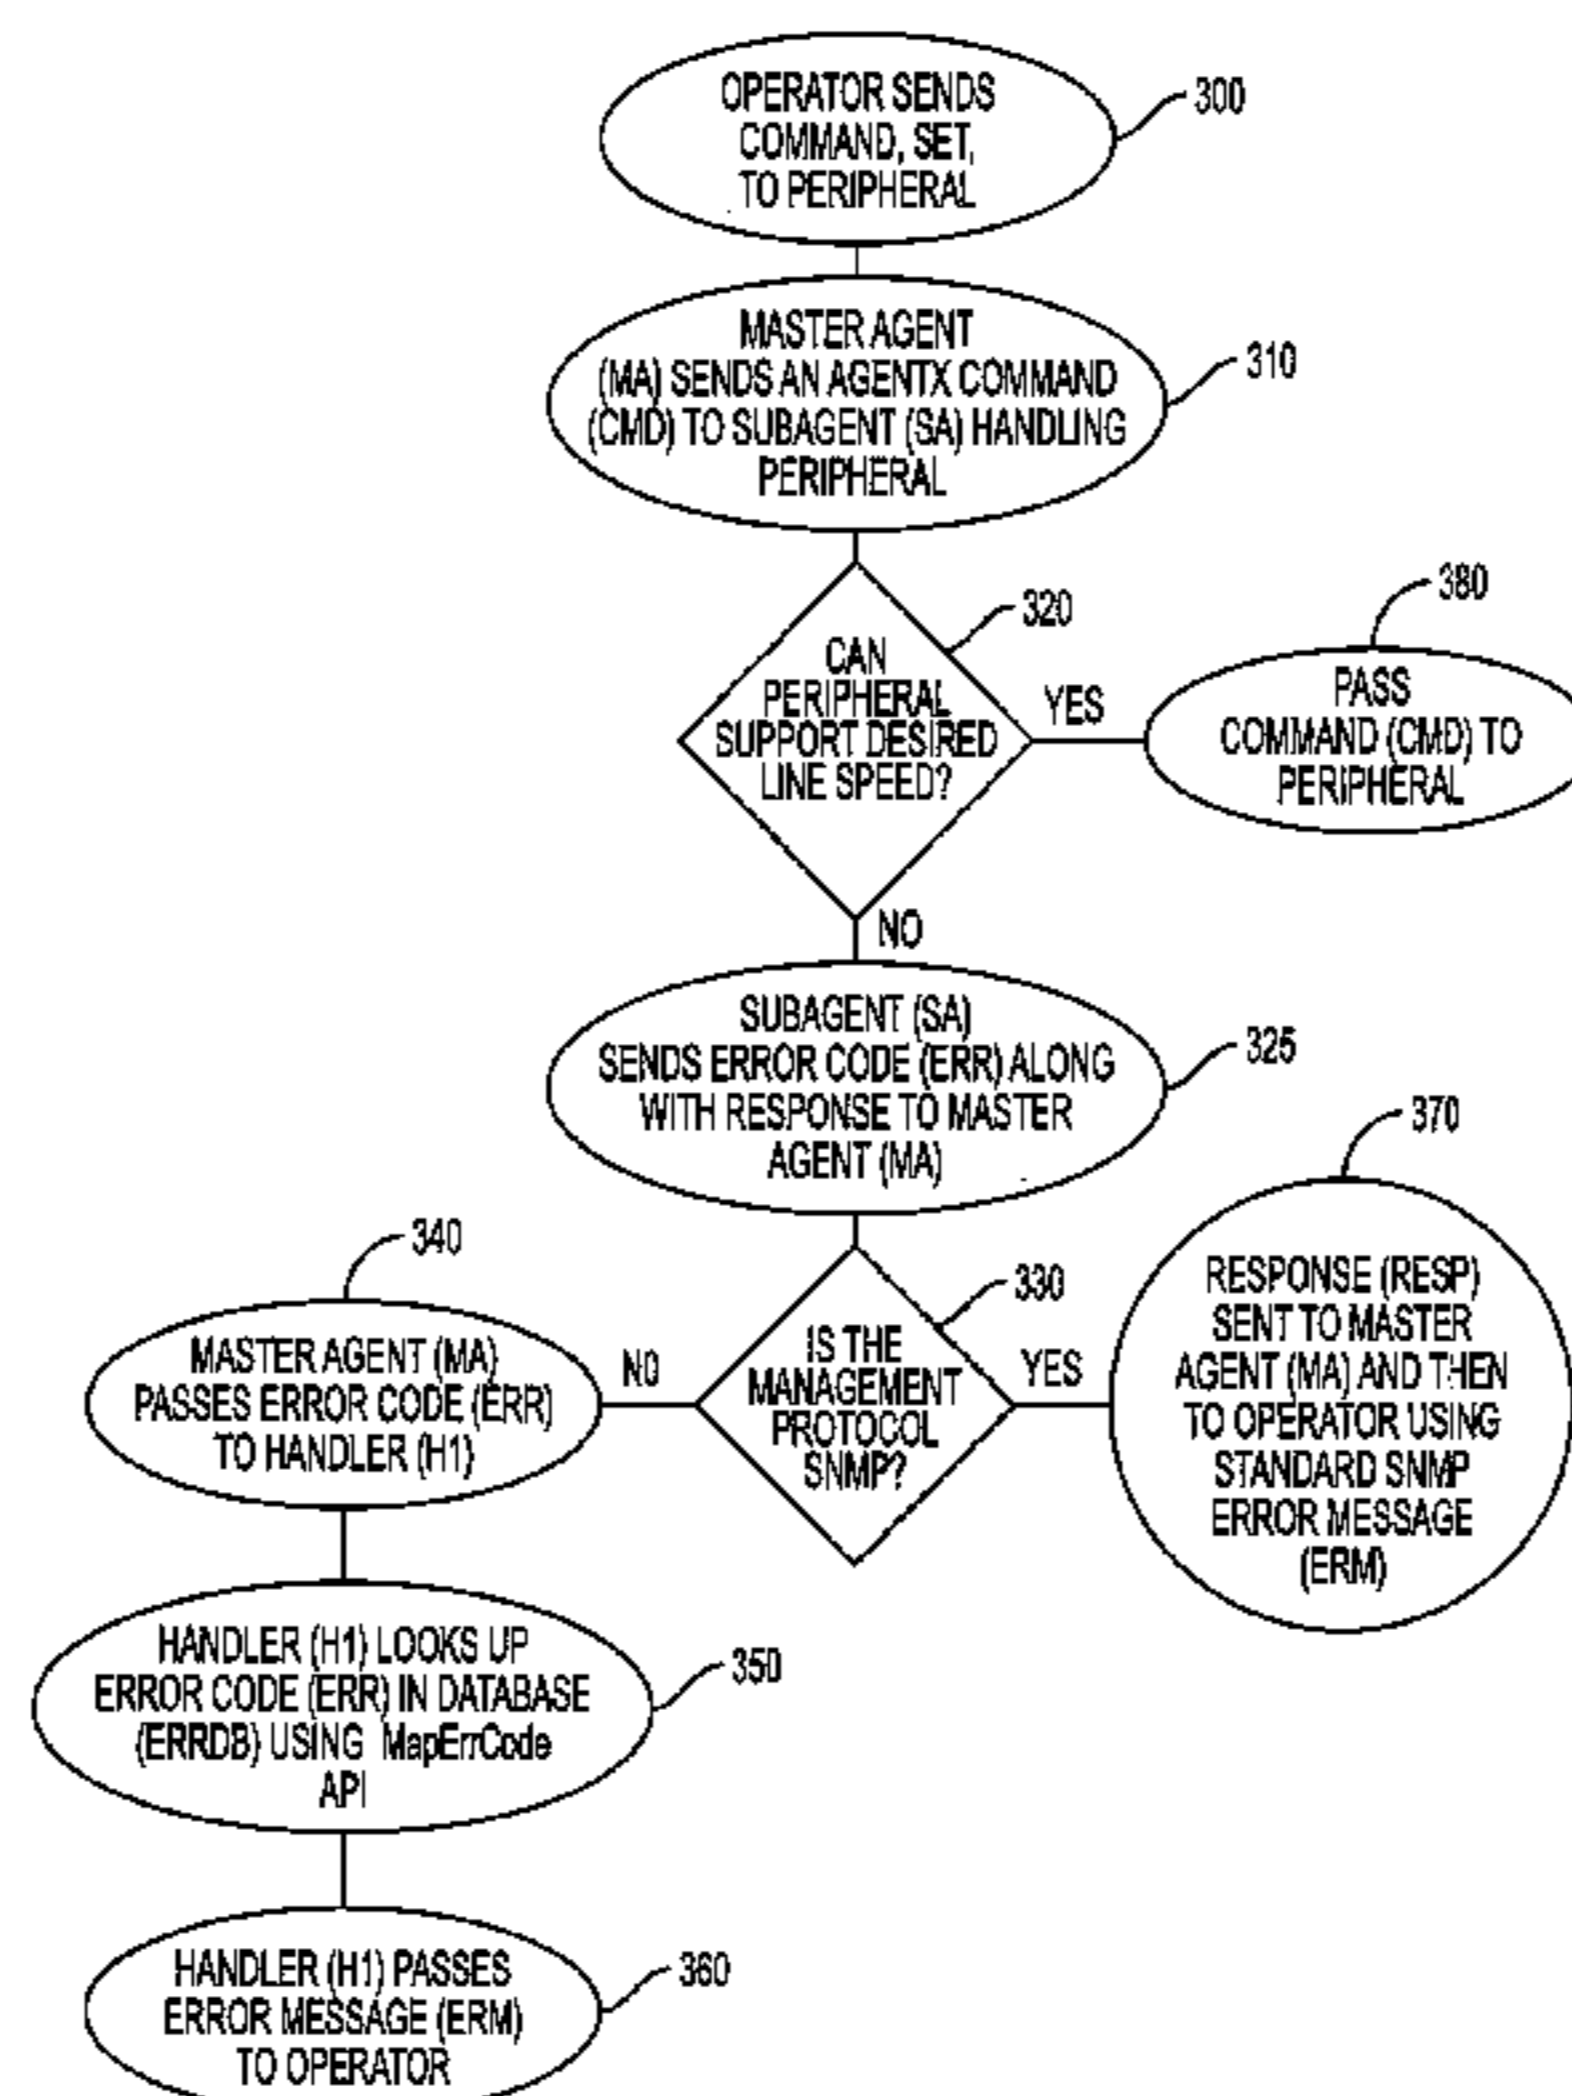 OPERATOR SENDS
COMMAND, SET,
TO PERIPHERAL
300
MASTER AGENT
(MA) SENDS AN AGENTX COMMAND
(CMD) TO SUBAGENT (SA) HANDLING
PERIPHERAL
310
CAN
PERIPHERAL
SUPPORT DESIRED
LINE SPEED?
320
YES
PASS
COMMAND (CMD) TO
PERIPHERAL
380
NO
SUBAGENT (SA)
SENDS ERROR CODE (ERR) ALONG
WITH RESPONSE TO MASTER
AGENT (MA)
325
IS THE
MANAGEMENT
PROTOCOL
SNMP?
330
YES
RESPONSE (RESP)
SENT TO MASTER
AGENT (MA) AND THEN
TO OPERATOR USING
STANDARD SNMP
ERROR MESSAGE
(ERM)
370
NO
MASTER AGENT (MA)
PASSES ERROR CODE (ERR)
TO HANDLER (H1)
340
HANDLER (H1) LOOKS UP
ERROR CODE (ERR) IN DATABASE
(ERRDB) USING MapErrCode
API
350
HANDLER (H1) PASSES
ERROR MESSAGE (ERM)
TO OPERATOR
360